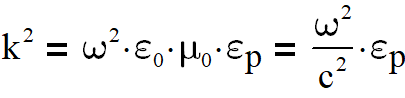 k² = ω²·ε₀·μ₀·εₚ = ω²/c²·εₚ